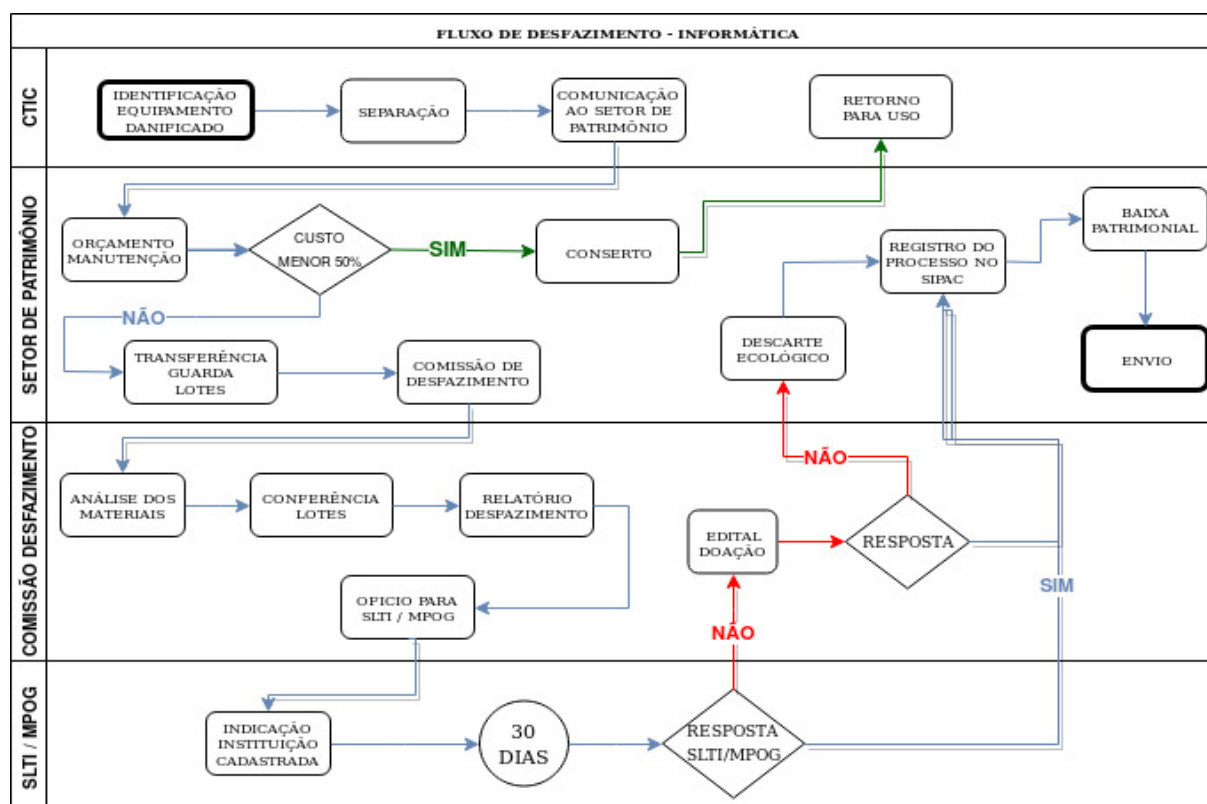 FLUXO DE DESFAZIMENTO - INFORMÁTICA
CTIC
IDENTIFICAÇÃO
EQUIPAMENTO
DANIFICADO
SEPARAÇÃO
COMUNICAÇÃO
AO SETOR DE
PATRIMÔNIO
RETORNO
PARA USO
SETOR DE PATRIMÔNIO
ORÇAMENTO
MANUTENÇÃO
CUSTO
MENOR 50%
SIM
CONSERTO
REGISTRO DO
PROCESSO NO
SIPAC
BAIXA
PATRIMONIAL
NÃO
TRANSFERÊNCIA
GUARDA
LOTES
COMISSÃO DE
DESPFAZIMENTO
DESCARTE
ECOLÓGICO
ENVIO
COMISSÃO DESFAZIMENTO
ANÁLISE DOS
MATERIAIS
CONFERÊNCIA
LOTES
RELATÓRIO
DESPFAZIMENTO
NÃO
EDITAL
DOAÇÃO
RESPOSTA
SIM
OFICIO PARA
SLTI / MPOG
NÃO
SLTI / MPOG
INDICAÇÃO
INSTITUIÇÃO
CADASTRADA
30
DIAS
RESPOSTA
SLTI/MPOG